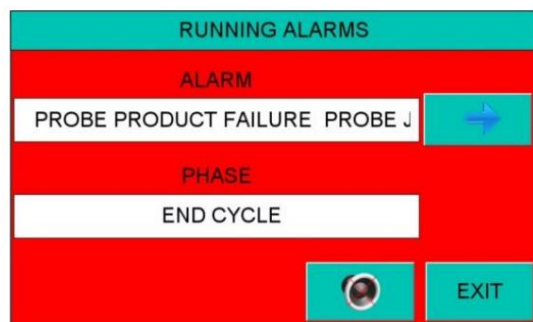 RUNNING ALARMS
ALARM
PROBE PRODUCT FAILURE PROBE
PHASE
END CYCLE
EXIT